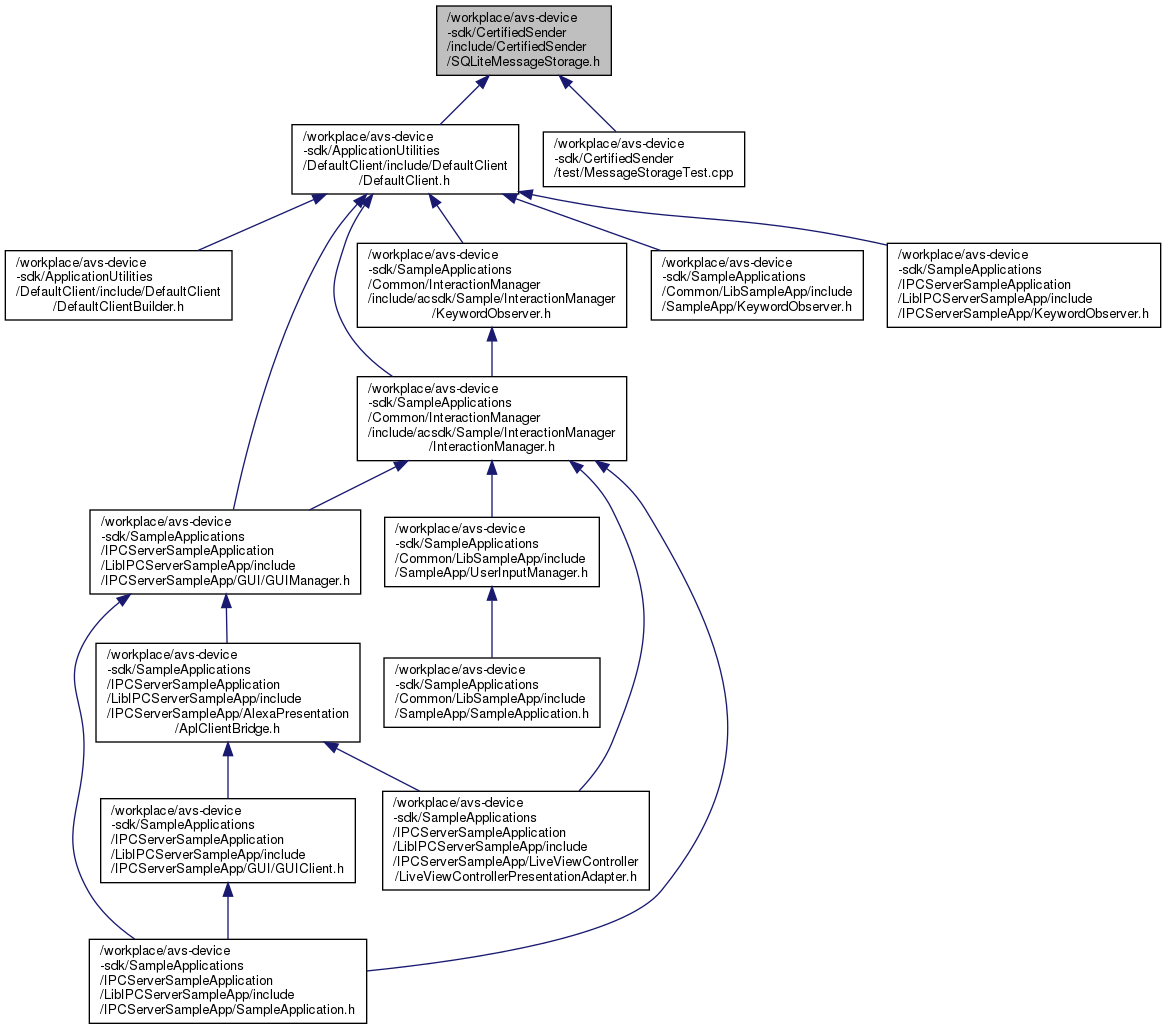 /workplace/avs-device
-sdk/CertifiedSender
/include/CertifiedSender
/SQLiteMessageStorage.h
/workplace/avs-device
-sdk/ApplicationUtilities
/DefaultClient/include/DefaultClient
/DefaultClient.h
/workplace/avs-device
-sdk/CertifiedSender
/test/MessageStorageTest.cpp
/workplace/avs-device
-sdk/ApplicationUtilities
/DefaultClient/include/DefaultClient
/DefaultClientBuilder.h
/workplace/avs-device
-sdk/SampleApplications
/Common/InteractionManager
/include/acsdk/Sample/InteractionManager
/KeywordObserver.h
/workplace/avs-device
-sdk/SampleApplications
/Common/LibSampleApp/include
/SampleApp/KeywordObserver.h
/workplace/avs-device
-sdk/SampleApplications
/IPCServerSampleApplication
/LibIPCServerSampleApp/include
/IPCServerSampleApp/KeywordObserver.h
/workplace/avs-device
-sdk/SampleApplications
/Common/InteractionManager
/include/acsdk/Sample/InteractionManager
/InteractionManager.h
/workplace/avs-device
-sdk/SampleApplications
/IPCServerSampleApplication
/LibIPCServerSampleApp/include
/IPCServerSampleApp/GUI/GUIManager.h
/workplace/avs-device
-sdk/SampleApplications
/Common/LibSampleApp/include
/SampleApp/UserInputManager.h
/workplace/avs-device
-sdk/SampleApplications
/IPCServerSampleApplication
/LibIPCServerSampleApp/include
/IPCServerSampleApp/AlexaPresentation
/AplClientBridge.h
/workplace/avs-device
-sdk/SampleApplications
/Common/LibSampleApp/include
/SampleApp/SampleApplication.h
/workplace/avs-device
-sdk/SampleApplications
/IPCServerSampleApplication
/LibIPCServerSampleApp/include
/IPCServerSampleApp/GUI/GUIClient.h
/workplace/avs-device
-sdk/SampleApplications
/IPCServerSampleApplication
/LibIPCServerSampleApp/include
/IPCServerSampleApp/LiveViewController
/LiveViewControllerPresentationAdapter.h
/workplace/avs-device
-sdk/SampleApplications
/IPCServerSampleApplication
/LibIPCServerSampleApp/include
/IPCServerSampleApp/SampleApplication.h